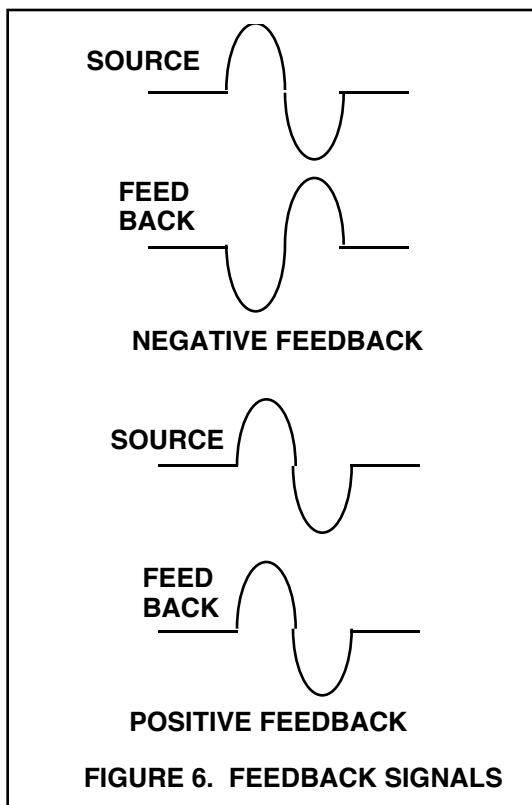 SOURCE
FEED
BACK
NEGATIVE FEEDBACK
SOURCE
FEED
BACK
POSITIVE FEEDBACK
FIGURE 6. FEEDBACK SIGNALS